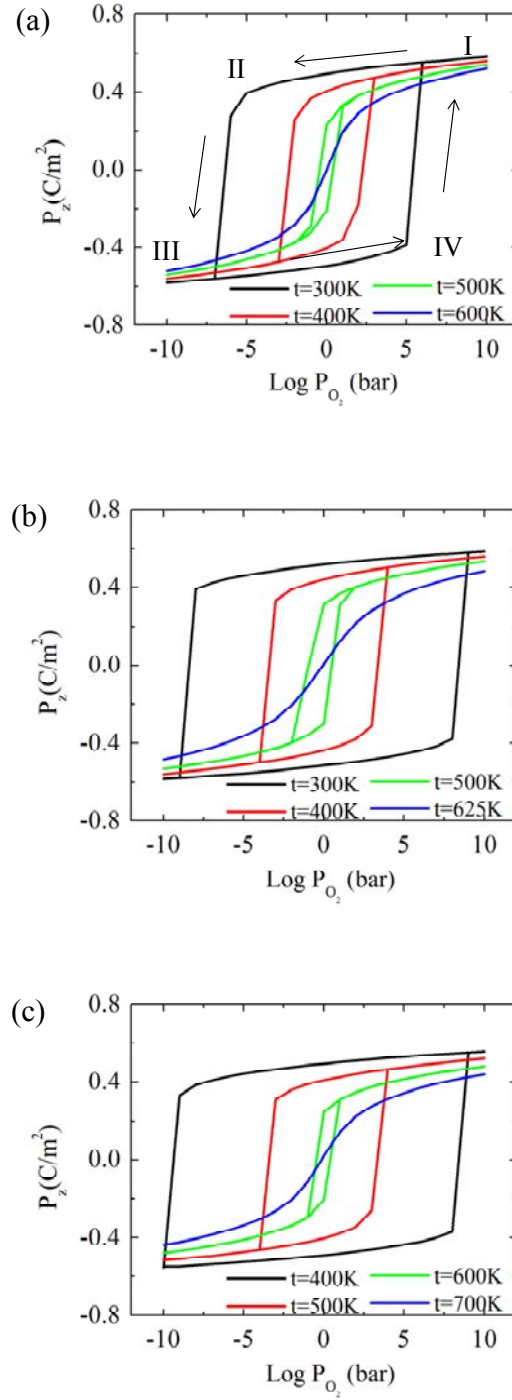 (a)
I
II
III
IV
0.8
0.4
0.0
-0.4
-0.8
P_z (C/m²)
t=300K t=500K
t=400K t=600K
-10 -5 0 5 10
Log P_O₂ (bar)
(b)
0.8
0.4
0.0
-0.4
-0.8
P_z (C/m²)
t=300K t=500K
t=400K t=625K
-10 -5 0 5 10
Log P_O₂ (bar)
(c)
0.8
0.4
0.0
-0.4
-0.8
P_z (C/m²)
t=400K t=600K
t=500K t=700K
-10 -5 0 5 10
Log P_O₂ (bar)